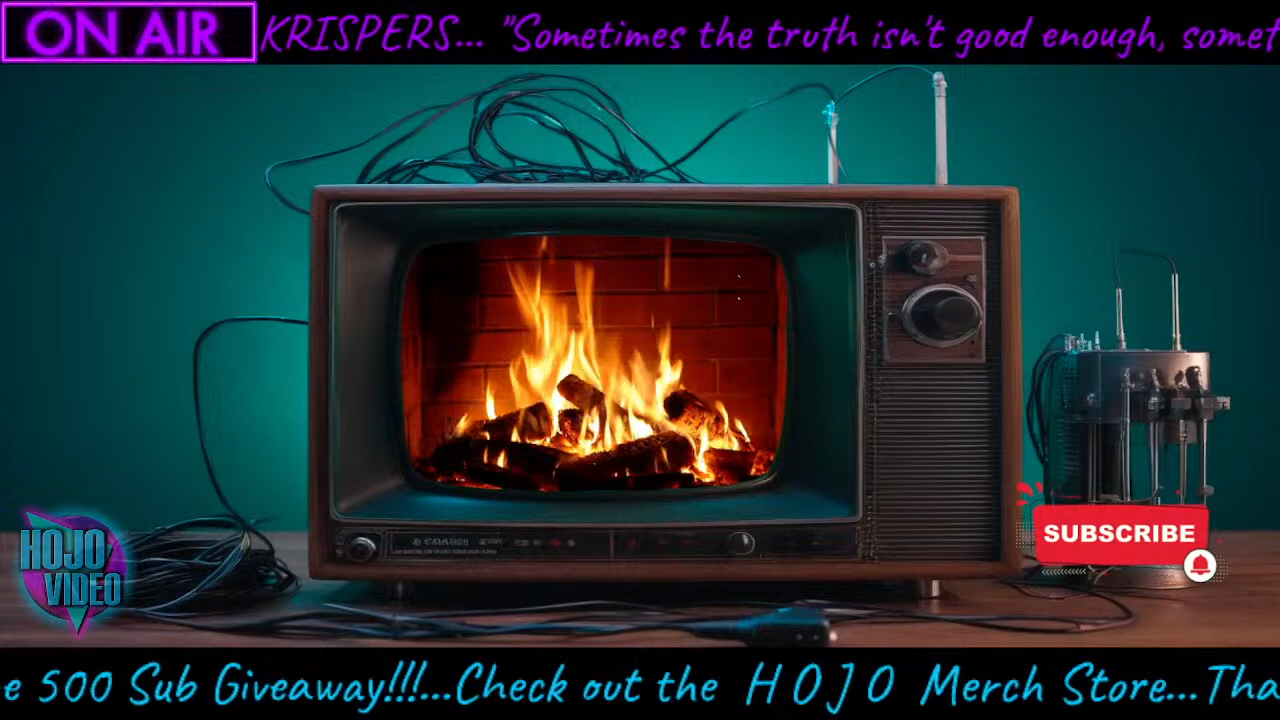 ON AIR KRISPERS... "Sometimes the truth isn't good enough, somet
SUBSCRIBE
HOJO
VIDEO
e 500 Sub Giveaway!!!...Check out the H O J O Merch Store...Tha